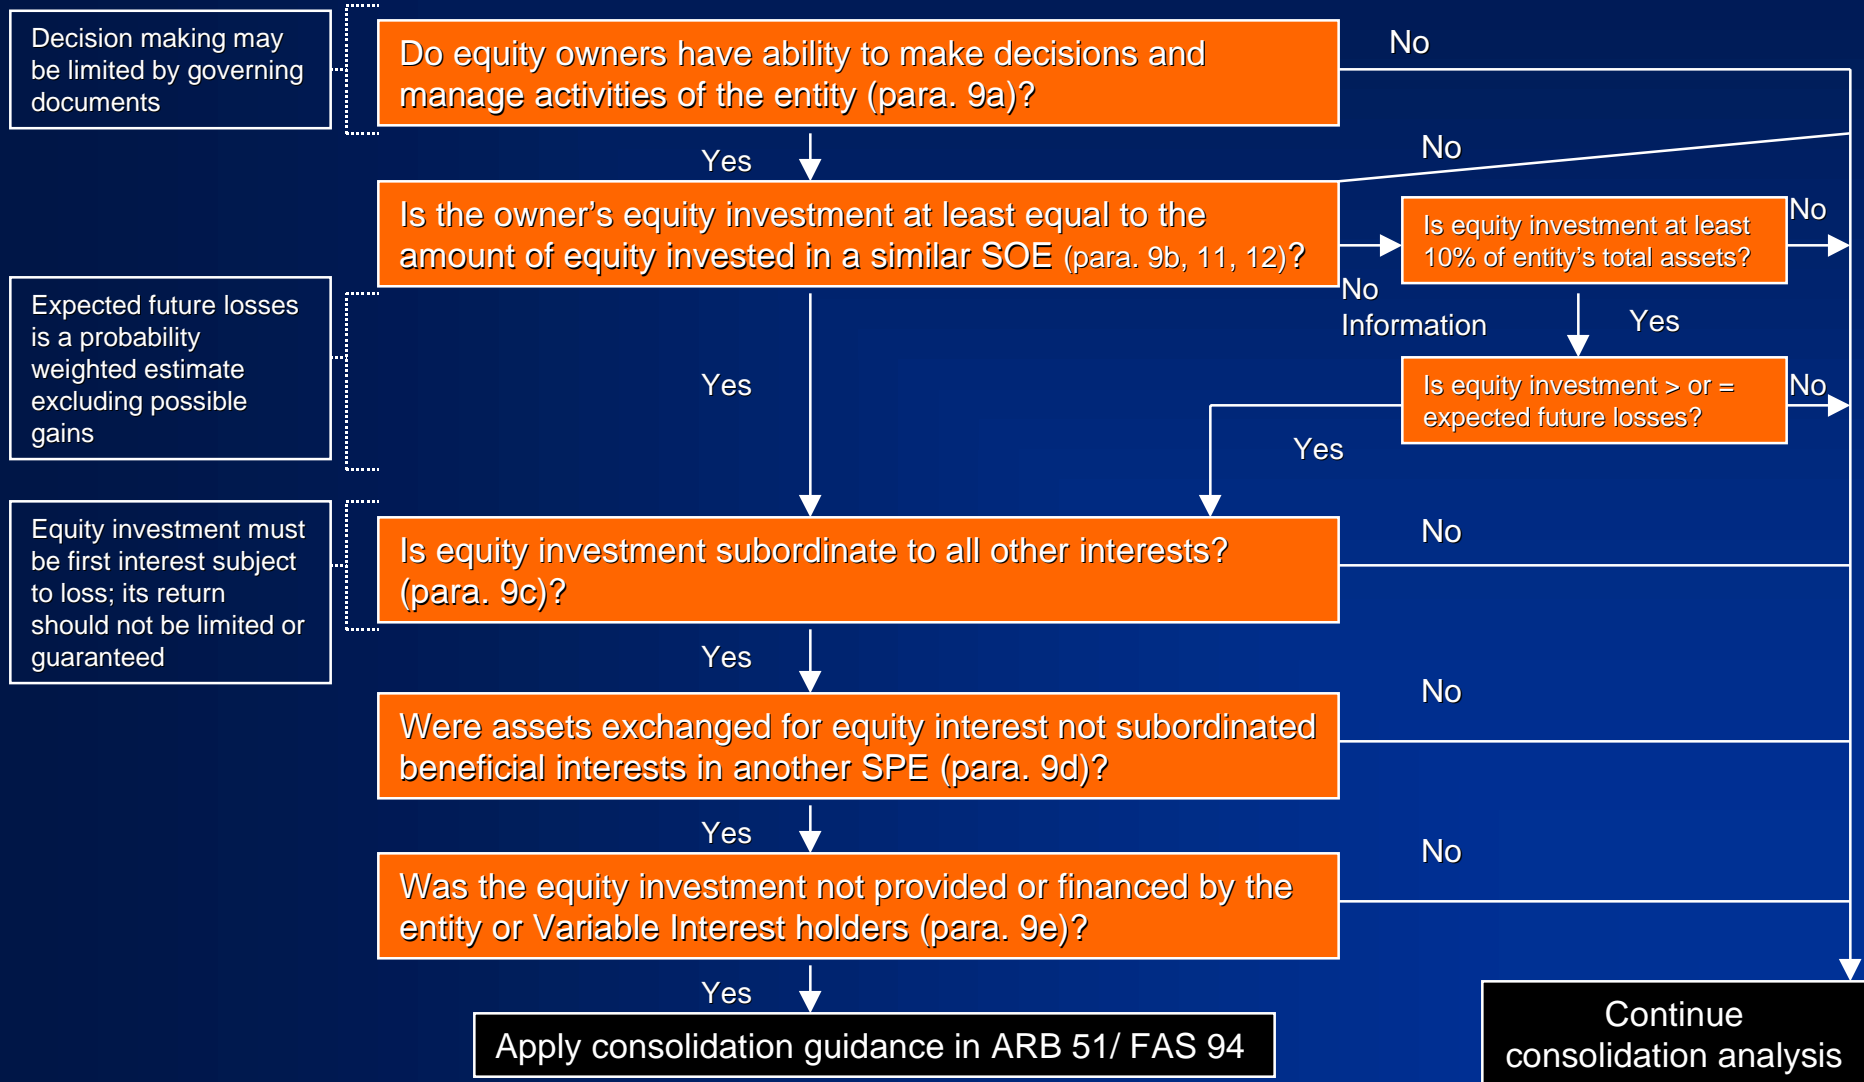 Decision making may
be limited by governing
documents
Do equity owners have ability to make decisions and
manage activities of the entity (para. 9a)?
No
Yes
No
Is the owner's equity investment at least equal to the
amount of equity invested in a similar SOE (para. 9b, 11, 12)?
Is equity investment at least
10% of entity's total assets?
No
No
Information
Yes
Expected future losses
is a probability
weighted estimate
excluding possible
gains
Yes
Is equity investment > or =
expected future losses?
No
Yes
Equity investment must
be first interest subject
to loss; its return
should not be limited or
guaranteed
Is equity investment subordinate to all other interests?
(para. 9c)?
No
Yes
Were assets exchanged for equity interest not subordinated
beneficial interests in another SPE (para. 9d)?
No
Yes
Was the equity investment not provided or financed by the
entity or Variable Interest holders (para. 9e)?
No
Yes
Apply consolidation guidance in ARB 51/ FAS 94
Continue
consolidation analysis